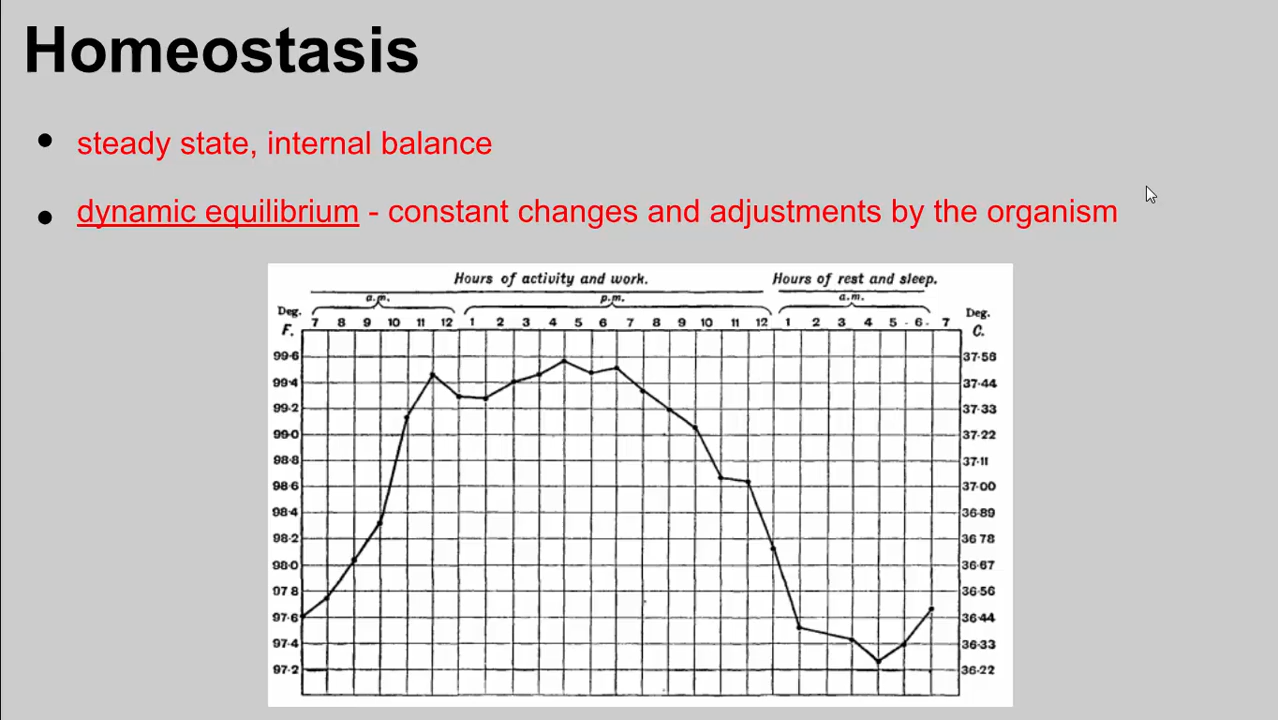 Homeostasis
steady state, internal balance
dynamic equilibrium - constant changes and adjustments by the organism
Hours of activity and work. Hours of rest and sleep.
a.m. p.m. a.m.
Deg. Deg.
7 8 9 10 11 12 1 2 3 4 5 6 7 8 9 10 11 12 1 2 3 4 5 6 7
F. C.
99·6 37·58
99·4 37·44
99·2 37·33
99·0 37·22
98·8 37·11
98·6 37·00
98·4 36·89
98·2 36·78
98·0 36·67
97·8 36·56
97·6 36·44
97·4 36·33
97·2 36·22